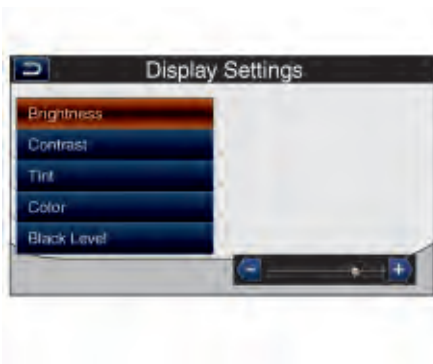 Display Settings
Brightness
Contrast
Tint
Color
Black Level